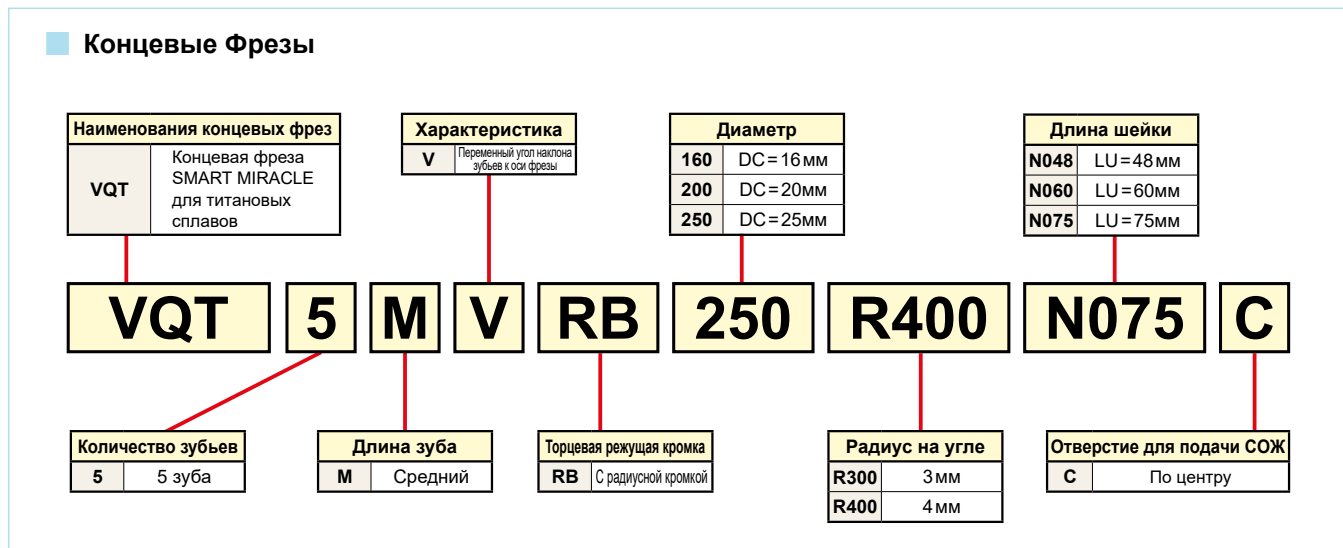 Концевые Фрезы
Наименования концевых фрез
VQT
Концевая фреза
SMART MIRACLE
для титановых
сплавов
Характеристика
V
Переменный угол наклона
зубьев к оси фрезы
Диаметр
160 DC=16мм
200 DC=20мм
250 DC=25мм
Длина шейки
N048 LU=48мм
N060 LU=60мм
N075 LU=75мм
VQT 5 M V RB 250 R400 N075 C
Количество зубьев
5 5 зуба
Длина зуба
M Средний
Торцевая режущая кромка
RB С радиусной кромкой
Радиус на угле
R300 3мм
R400 4мм
Отверстие для подачи СОЖ
C По центру